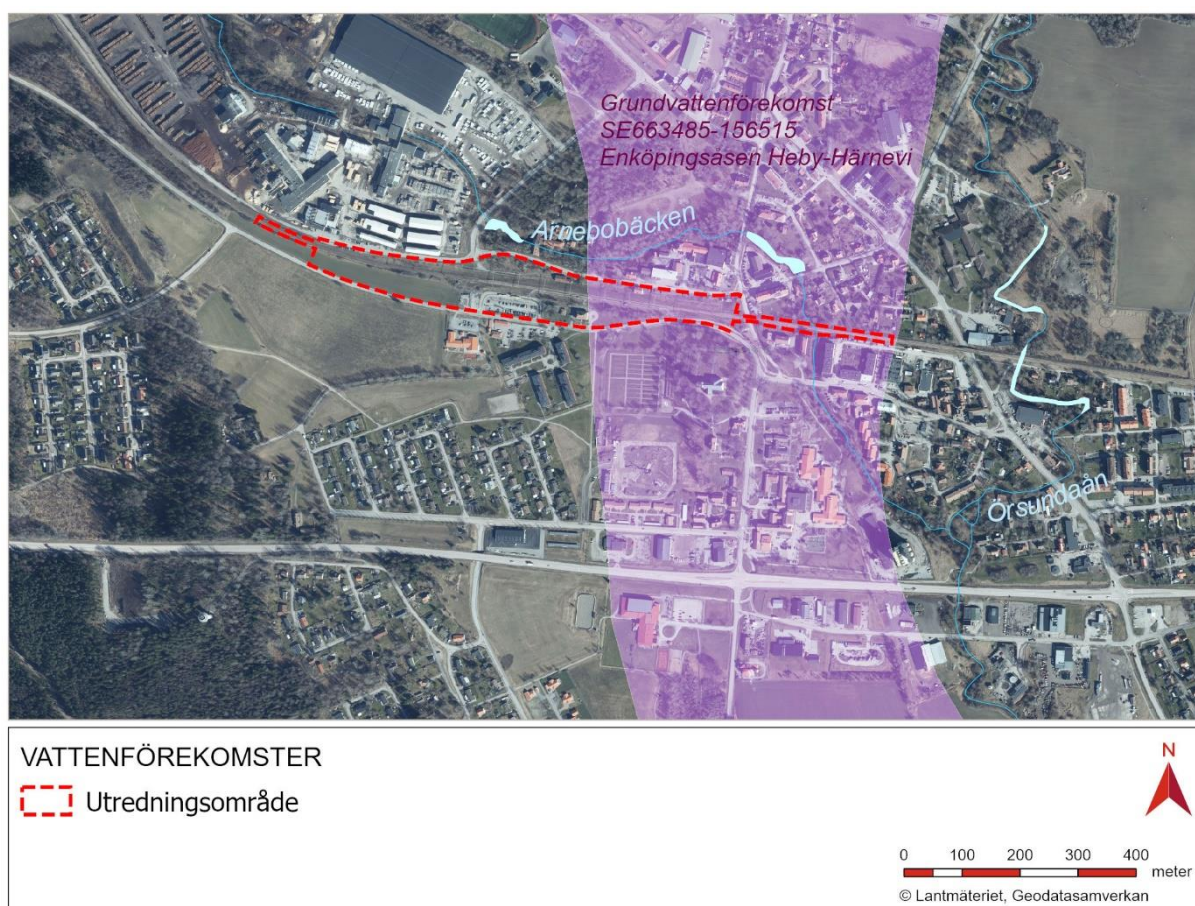 Grundvattenförekomst
SE663485-156515
Enköpingsåsen Heby-Härnevi
Arnebobäcken
Örsundaån
VATTENFÖREKOMSTER
Utredningsområde
N
0 100 200 300 400
meter
© Lantmäteriet, Geodatasamverkan